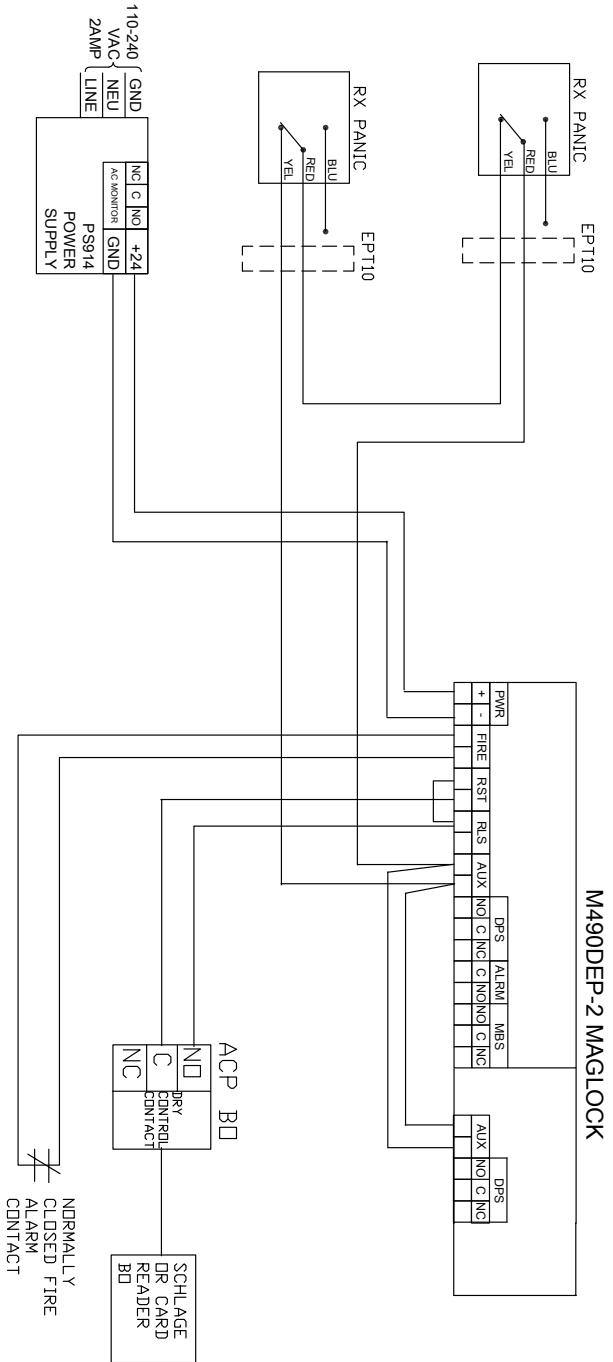 M490DEP-2 MAGLOCK
RX PANIC
BLU
RED
YEL
EPT10
RX PANIC
BLU
RED
YEL
EPT10
110-240
VAC
2AMP
GND
NEU
LINE
NC C NO
AC MONITOR
+24
GND
PS914
POWER
SUPPLY
PWR
+ -
FIRE
RST
RLS
AUX
DPS
NO C NC
ALRM
C NO
MBS
NO C NC
AUX
DPS
NO C NC
ACP BO
NO
C
NC
DRY
CONTROL
CONTACT
SCHLAGE
OR CARD
READER
BO
NORMALLY
CLOSED FIRE
ALARM
CONTACT